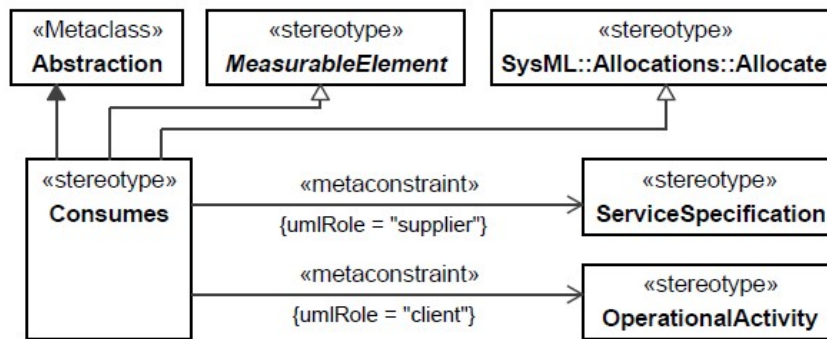 «Metaclass»
Abstraction
«stereotype»
MeasurableElement
«stereotype»
SysML::Allocations::Allocate
«stereotype»
Consumes
«metaconstraint»
{umlRole = "supplier"}
«stereotype»
ServiceSpecification
«metaconstraint»
{umlRole = "client"}
«stereotype»
OperationalActivity